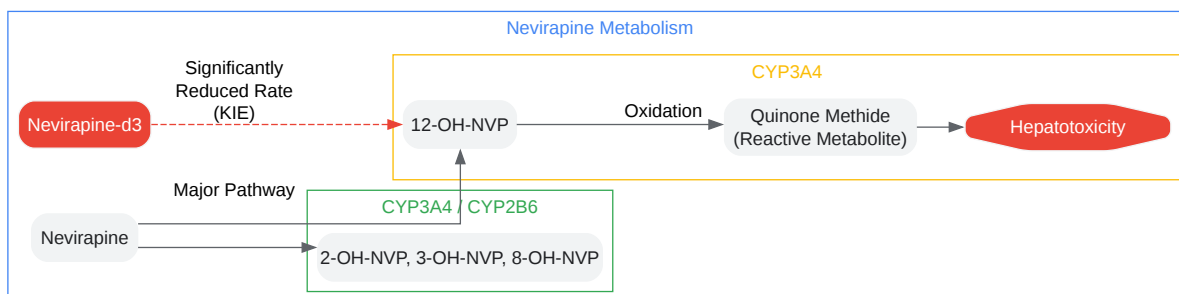 Nevirapine Metabolism
CYP3A4
Significantly
Reduced Rate
(KIE)
Nevirapine-d3
12-OH-NVP
Oxidation
Quinone Methide
(Reactive Metabolite)
Hepatotoxicity
Major Pathway
CYP3A4 / CYP2B6
Nevirapine
2-OH-NVP, 3-OH-NVP, 8-OH-NVP